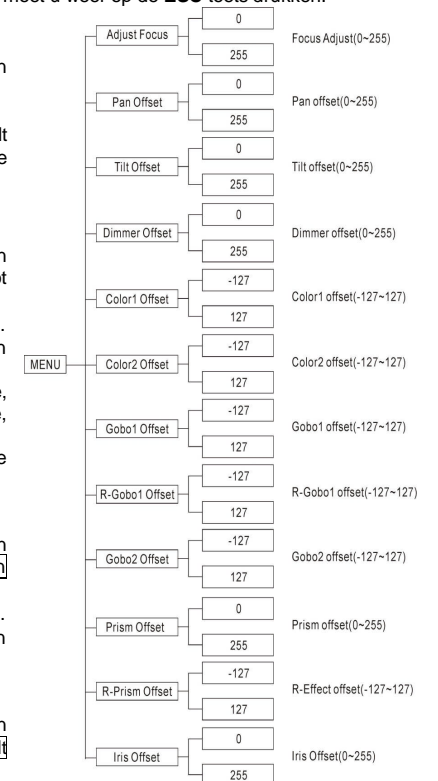 moet u weer op de ESC-toets drukken.
MENU
Adjust Focus
0
255
Focus Adjust(0~255)
Pan Offset
0
255
Pan offset(0~255)
Tilt Offset
0
255
Tilt offset(0~255)
Dimmer Offset
0
255
Dimmer offset(0~255)
Color1 Offset
-127
127
Color1 offset(-127~127)
Color2 Offset
-127
127
Color2 offset(-127~127)
Gobo1 Offset
-127
127
Gobo1 offset(-127~127)
R-Gobo1 Offset
-127
127
R-Gobo1 offset(-127~127)
Gobo2 Offset
-127
127
Gobo2 offset(-127~127)
Prism Offset
0
255
Prism offset(0~255)
R-Prism Offset
-127
127
R-Effect offset(-127~127)
Iris Offset
0
255
Iris Offset(0~255)